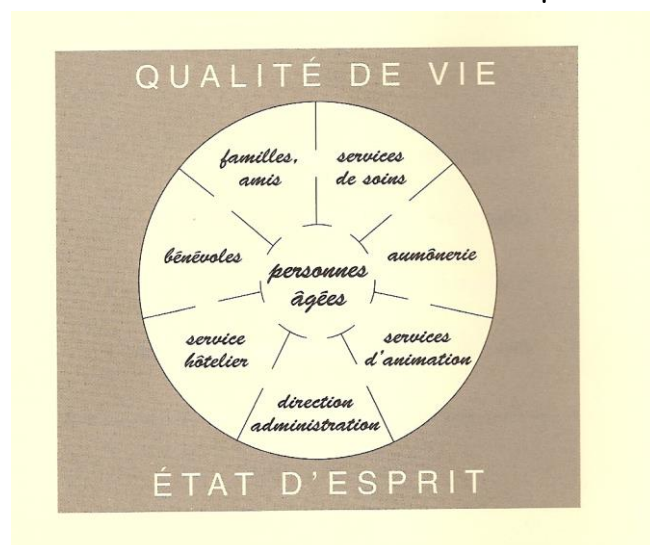 QUALITÉ DE VIE
familles,
amis
services
de soins
bénévoles
aumônerie
personnes
âgées
service
hôtelier
services
d'animation
direction
administration
ÉTAT D'ESPRIT